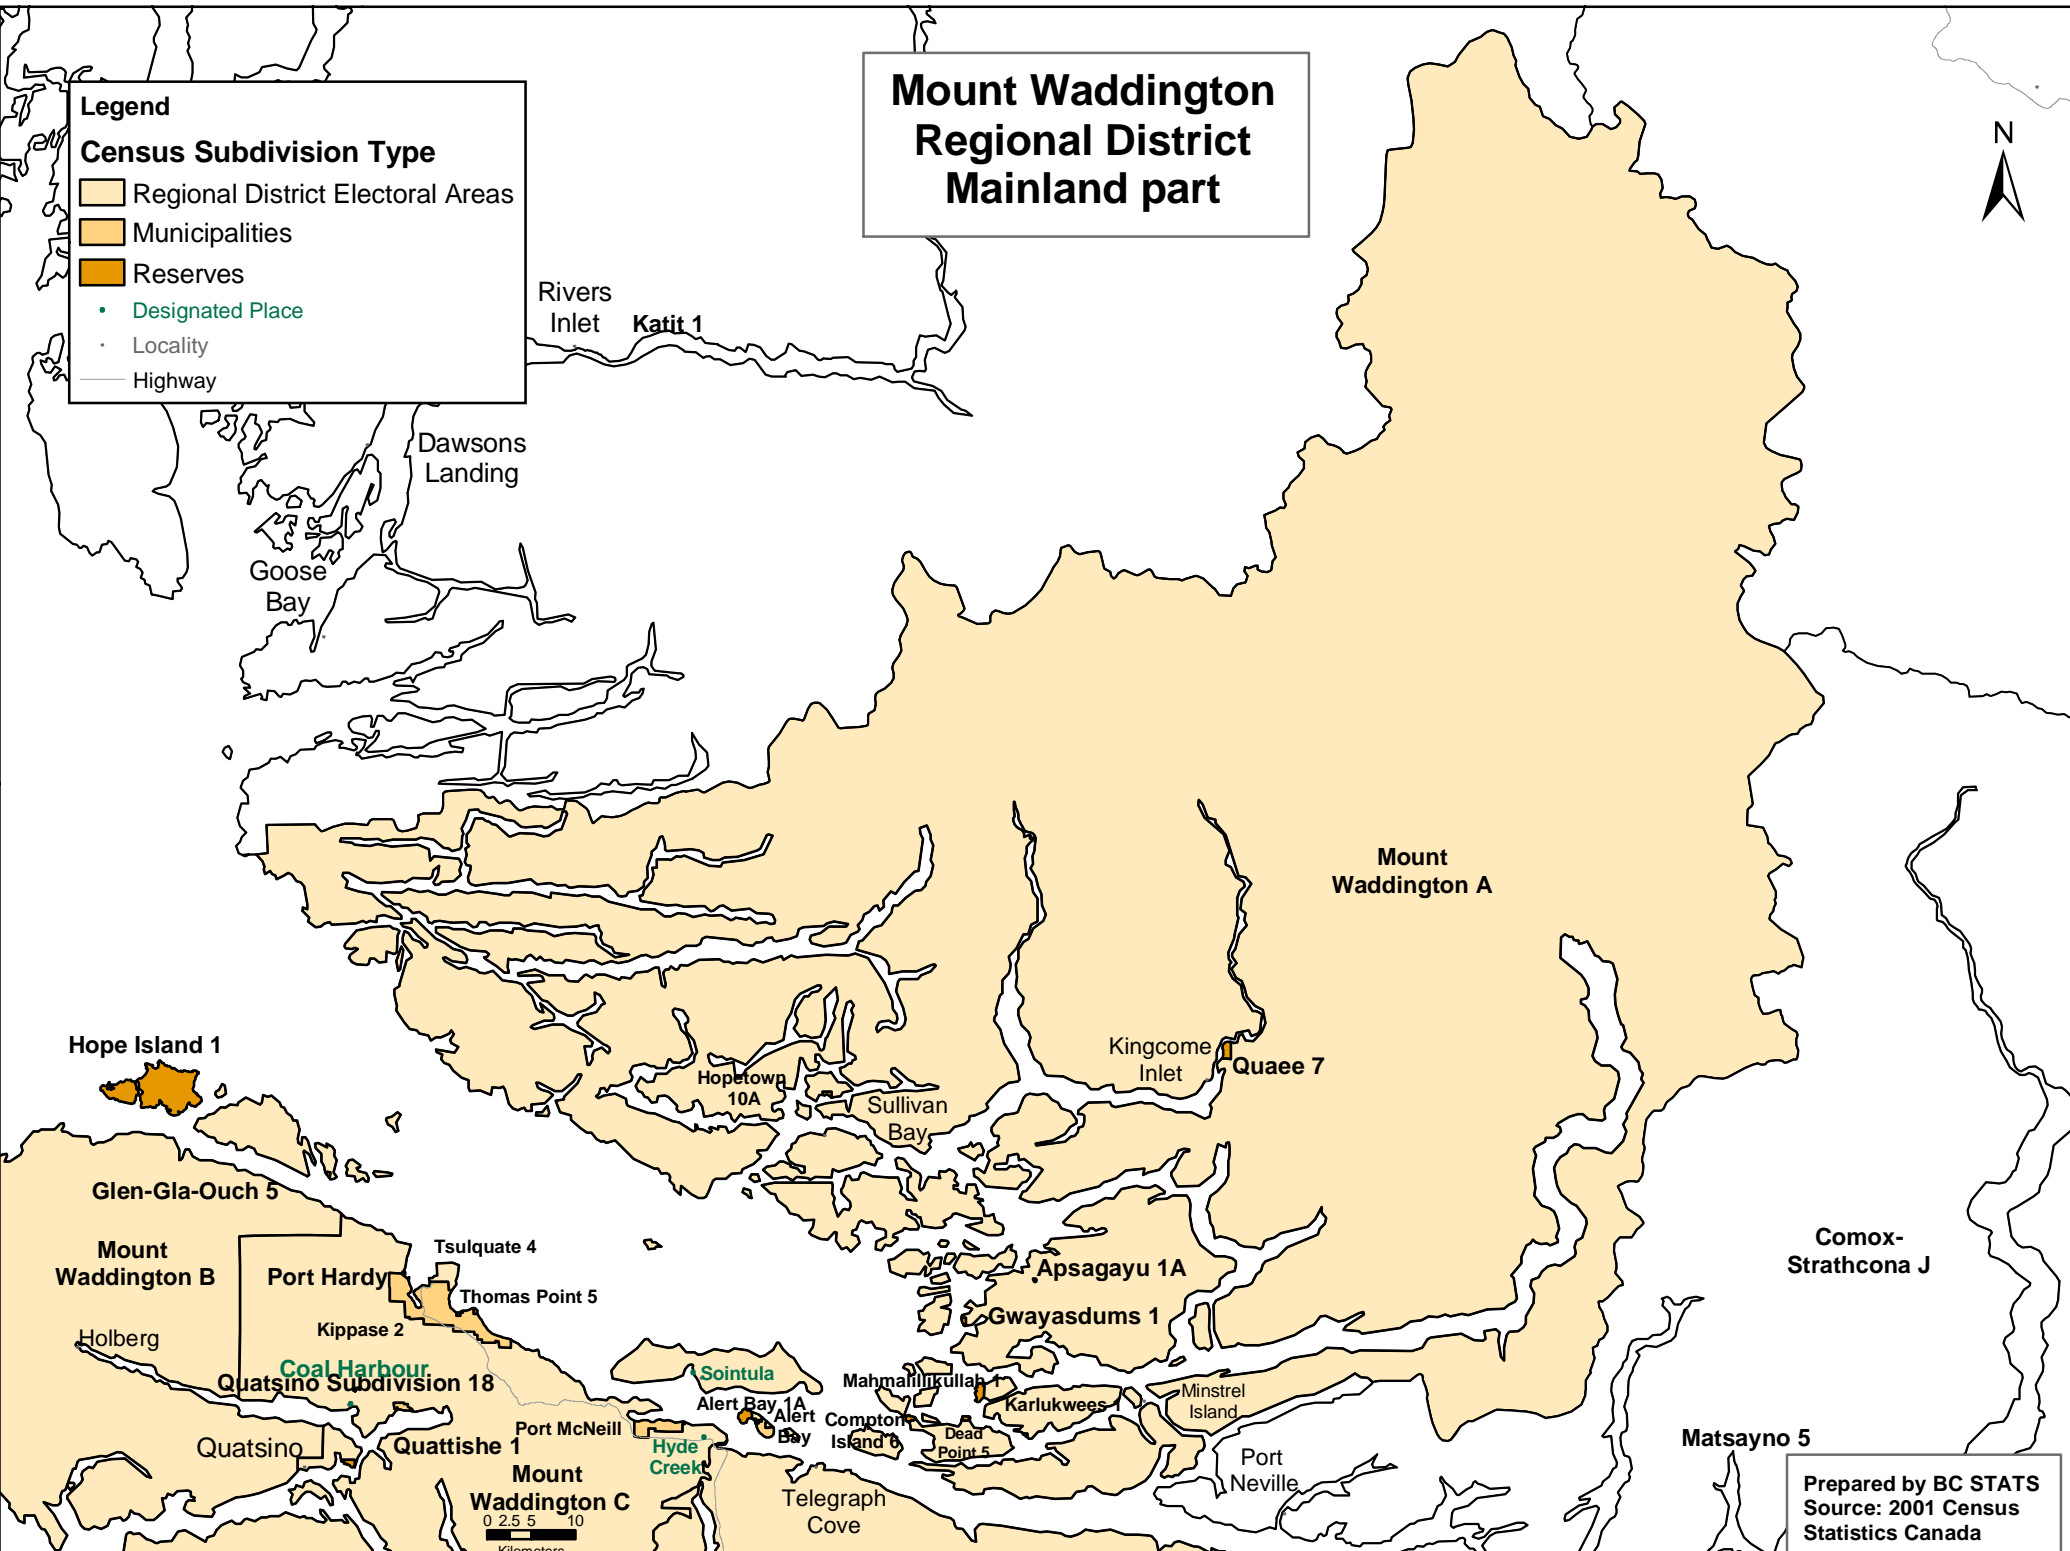 Mount Waddington
Regional District
Mainland part
Legend
Census Subdivision Type
Regional District Electoral Areas
Municipalities
Reserves
Designated Place
Locality
Highway
N
Rivers
Inlet
Katit 1
Dawsons
Landing
Goose
Bay
Mount
Waddington A
Hope Island 1
Kingcome
Inlet
Quaee 7
Hopetown
10A
Sullivan
Bay
Glen-Gla-Ouch 5
Mount
Waddington B
Tsulquate 4
Port Hardy
Thomas Point 5
Kippase 2
Holberg
Coal Harbour
Quatsino Subdivision 18
Apsagayu 1A
Gwayasdums 1
Comox-
Strathcona J
Sointula
Mahmalillikullah 1
Alert Bay 1A
Alert
Bay
Karlukwees 1
Minstrel
Island
Compton
Island 6
Dead
Point 5
Port McNeill
Hyde
Creek
Quatsino
Quattishe 1
Mount
Waddington C
Port
Neville
Matsayno 5
Telegraph
Cove
0 2.5 5 10
Kilometers
Prepared by BC STATS
Source: 2001 Census
Statistics Canada